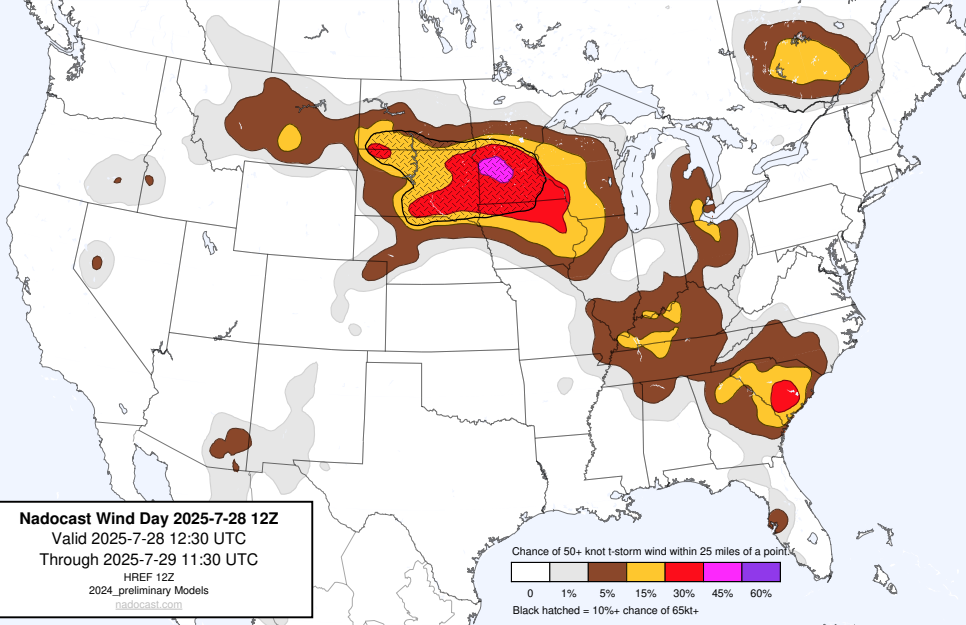 Nadocast Wind Day 2025-7-28 12Z
Valid 2025-7-28 12:30 UTC
Through 2025-7-29 11:30 UTC
HREF 12Z
2024_preliminary Models
nadocast.com
Chance of 50+ knot t-storm wind within 25 miles of a point.
0 1% 5% 15% 30% 45% 60%
Black hatched = 10%+ chance of 65kt+